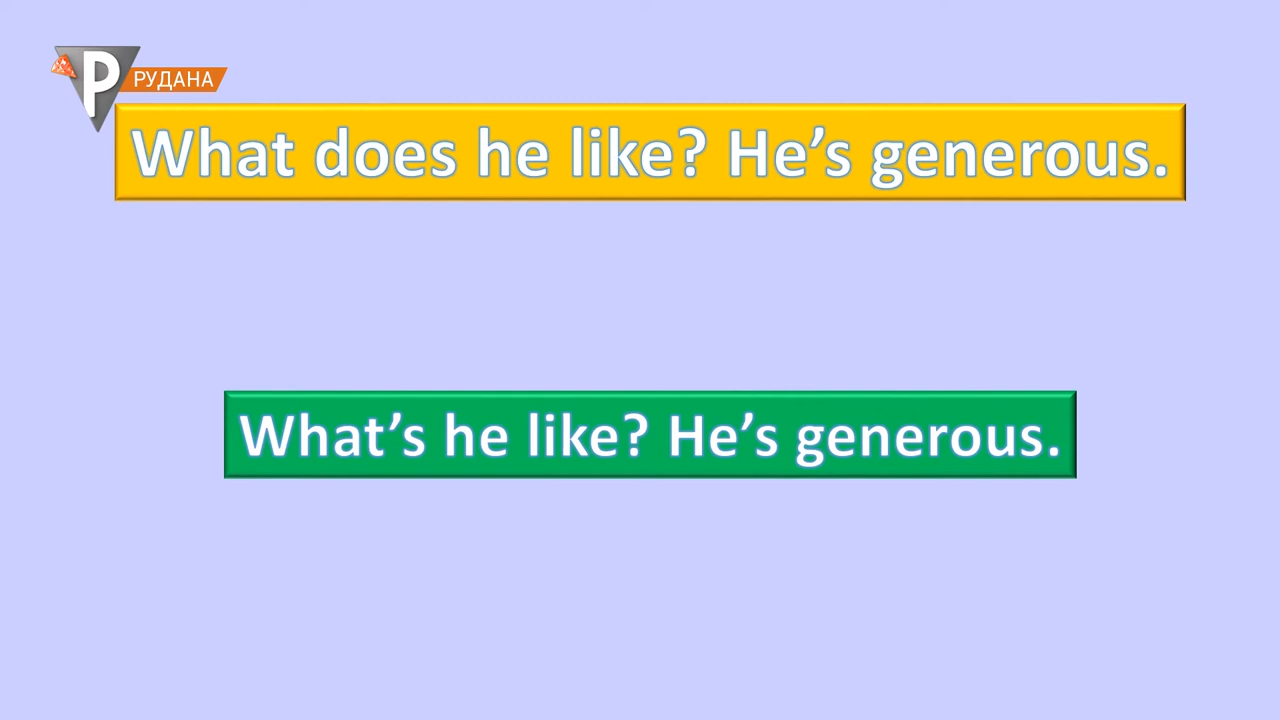 Р РУДАНА
What does he like? He’s generous.
What’s he like? He’s generous.